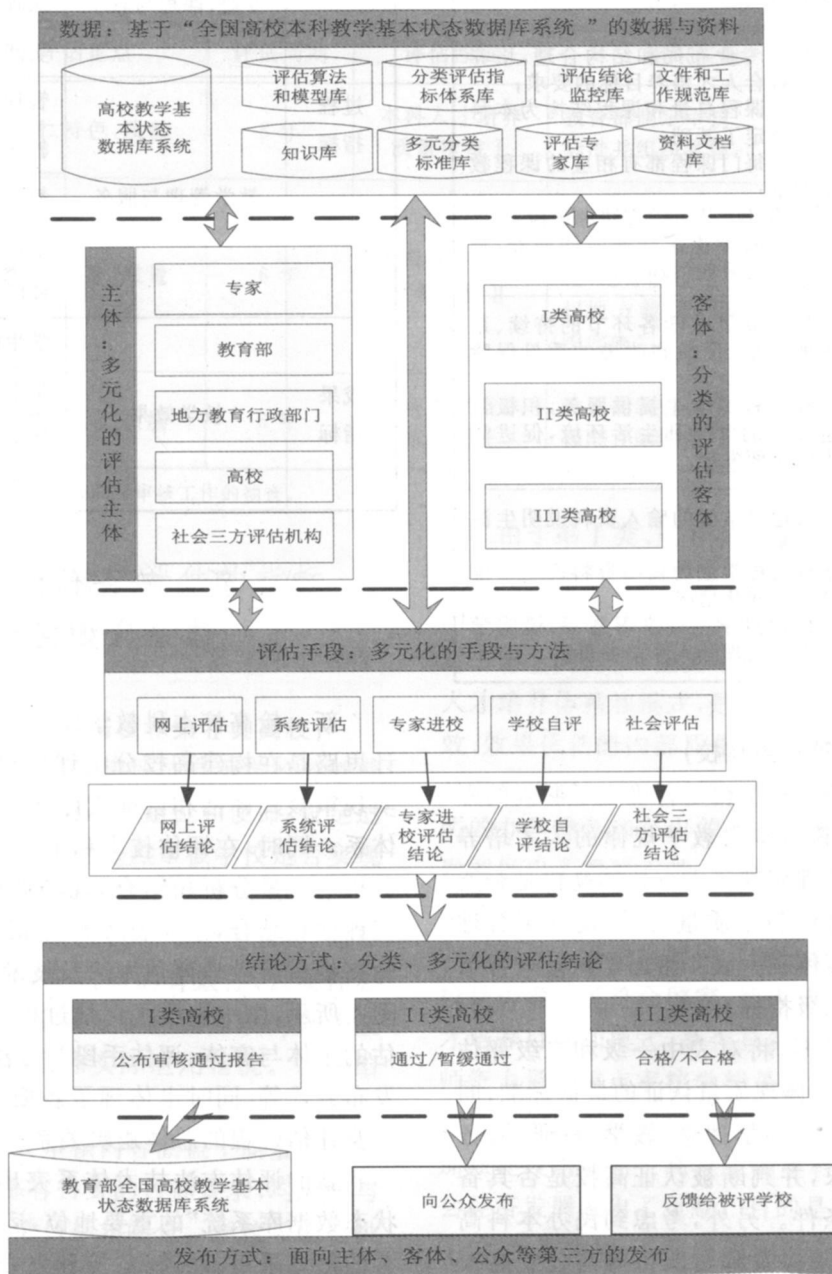 数据：基于“全国高校本科教学基本状态数据库系统 ”的数据与资料
高校教学基
本状态
数据库系统
评估算法
和模型库
分类评估指
标体系库
评估结论
监控库
文件和工
作规范库
知识库
多元分类
标准库
评估专
家库
资料文档
库
主体：多元化的评估主体
专家
教育部
地方教育行政部门
高校
社会三方评估机构
I类高校
II类高校
III类高校
客体：分类的评估客体
评估手段：多元化的手段与方法
网上评估
系统评估
专家进校
学校自评
社会评估
网上评
估结论
系统评
估结论
专家进
校评估
结论
学校自
评结论
社会三
方评估
结论
结论方式：分类、多元化的评估结论
I类高校
公布审核通过报告
II类高校
通过/暂缓通过
III类高校
合格/不合格
教育部全国高校教学基本
状态数据库系统
向公众发布
反馈给被评学校
发布方式：面向主体、客体、公众等第三方的发布